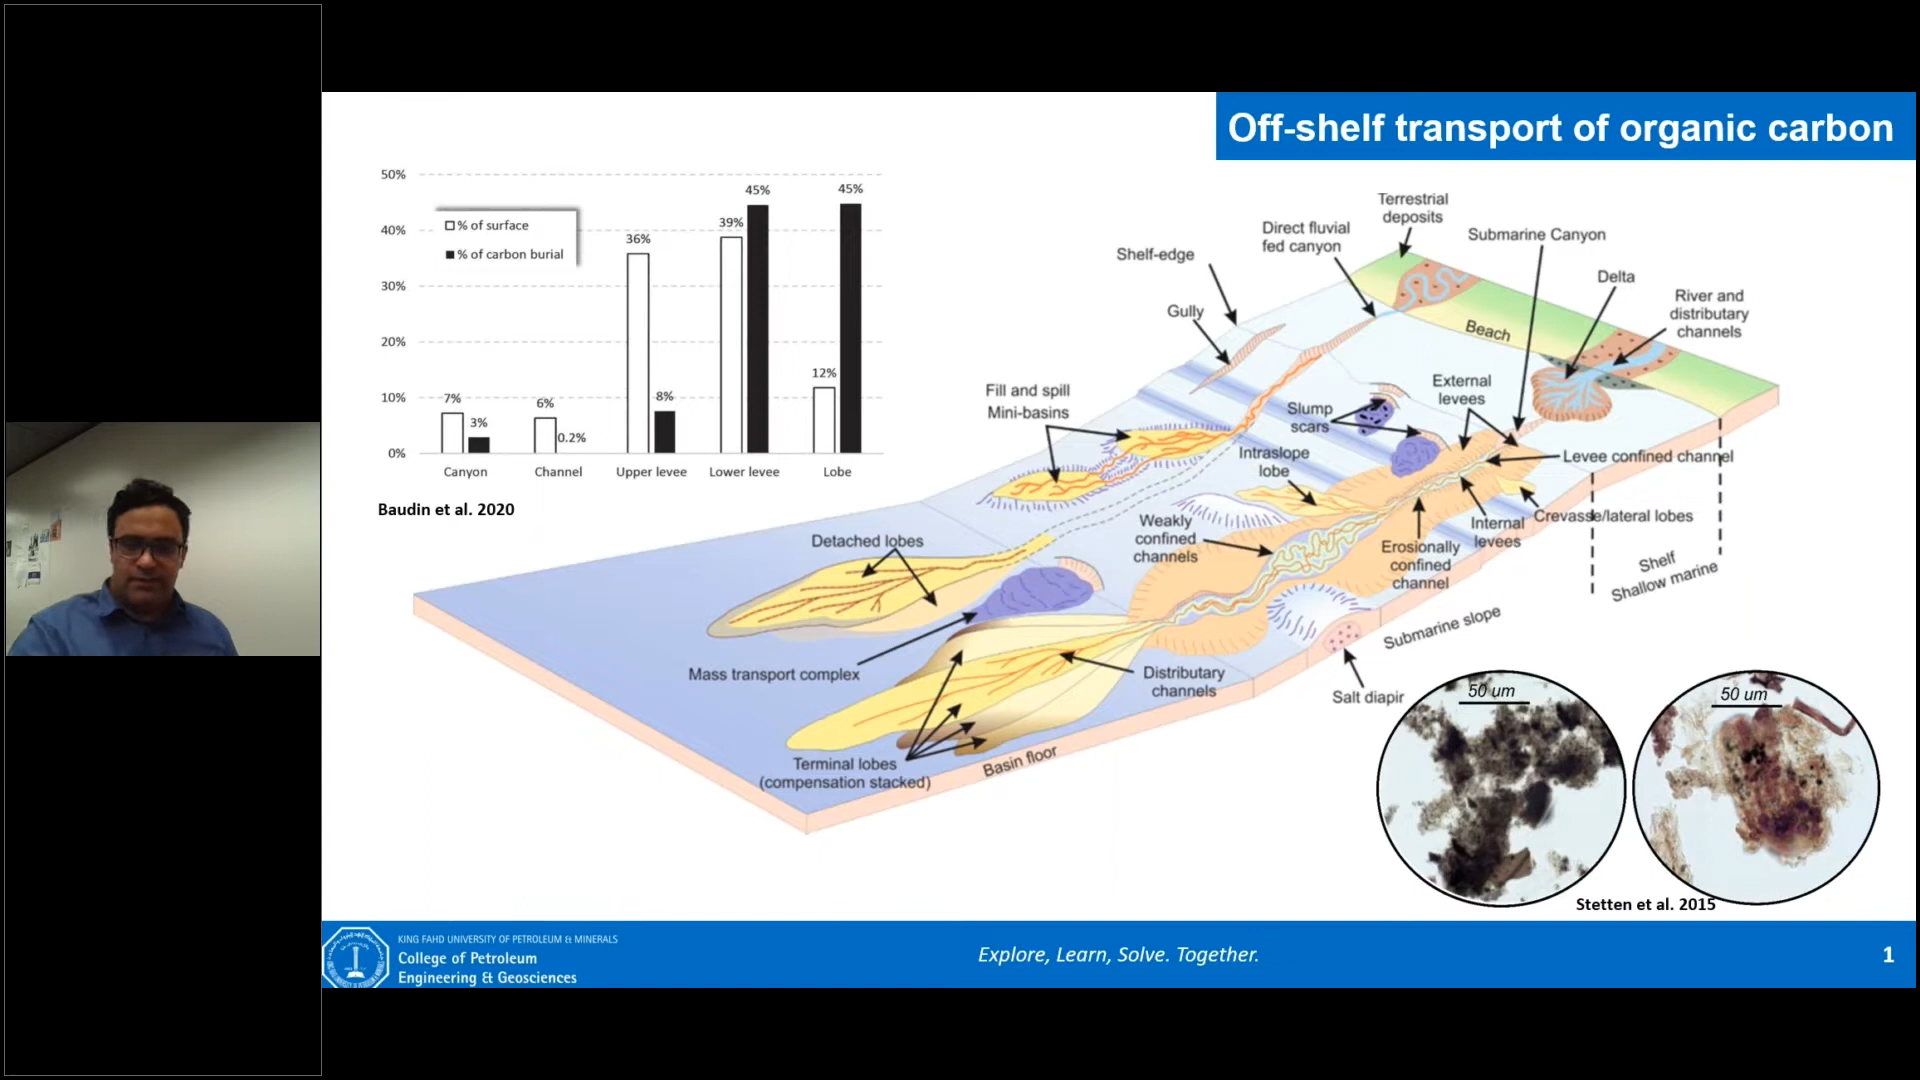 Off-shelf transport of organic carbon
50%
40%
30%
20%
10%
0%
% of surface
% of carbon burial
7%
3%
6%
0.2%
36%
8%
39%
45%
12%
45%
Canyon
Channel
Upper levee
Lower levee
Lobe
Baudin et al. 2020
Terrestrial
deposits
Direct fluvial
fed canyon
Submarine Canyon
Shelf-edge
Delta
Gully
River and
distributary
channels
Beach
Fill and spill
Mini-basins
External
levees
Slump
scars
Intraslope
lobe
Levee confined channel
Weakly
confined
channels
Internal
levees
Crevasse/lateral lobes
Erosionally
confined
channel
Detached lobes
Shelf
Shallow marine
Submarine slope
Mass transport complex
Distributary
channels
Salt diapir
Terminal lobes
(compensation stacked)
Basin floor
50 um
50 um
Stetten et al. 2015
KING FAHD UNIVERSITY OF PETROLEUM & MINERALS
College of Petroleum
Engineering & Geosciences
Explore, Learn, Solve. Together.
1